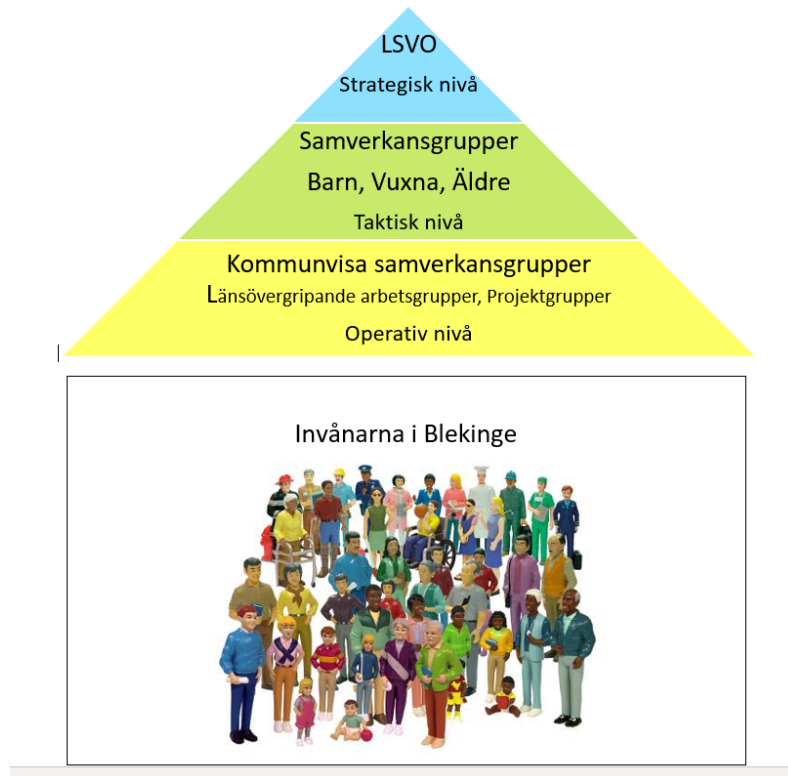 LSVO
Strategisk nivå
Samverkansgrupper
Barn, Vuxna, Äldre
Taktisk nivå
Kommunvisa samverkansgrupper
Länsövergripande arbetsgrupper, Projektgrupper
Operativ nivå
Invånarna i Blekinge